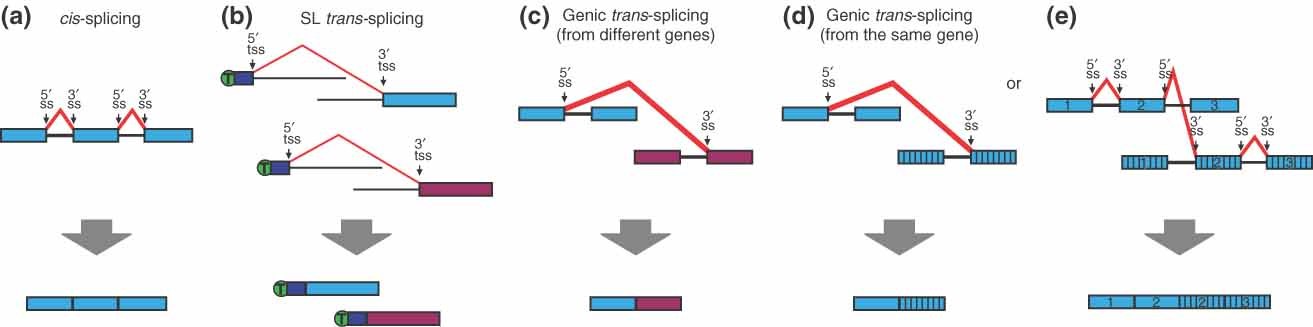 (a)
cis-splicing
5′
ss
3′
ss
5′
ss
3′
ss
(b)
SL trans-splicing
5′
tss
3′
tss
T
5′
tss
3′
tss
T
T
T
(c)
Genic trans-splicing
(from different genes)
5′
ss
3′
ss
(d)
Genic trans-splicing
(from the same gene)
5′
ss
3′
ss
or
(e)
5′
ss
3′
ss
5′
ss
1
2
3
3′
ss
5′
ss
3′
ss
1
2
3
1
2
2
3